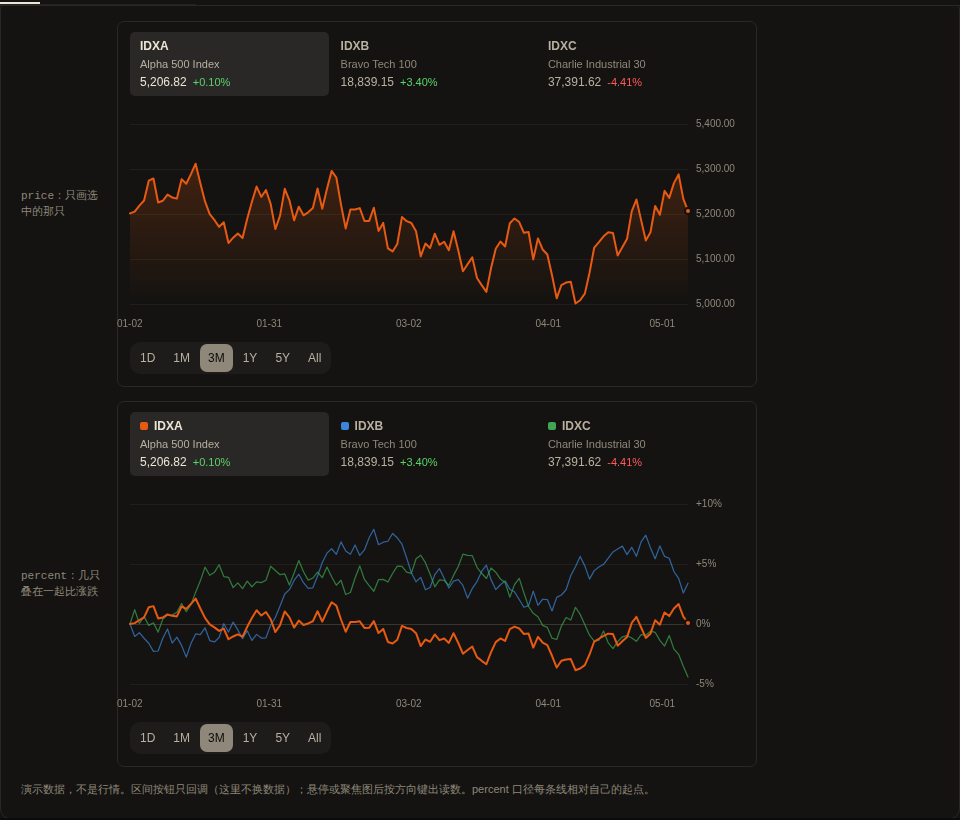 IDXA
Alpha 500 Index
5,206.82 +0.10%
IDXB
Bravo Tech 100
18,839.15 +3.40%
IDXC
Charlie Industrial 30
37,391.62 -4.41%
price：只画选
中的那只
5,400.00
5,300.00
5,200.00
5,100.00
5,000.00
01-02 01-31 03-02 04-01 05-01
1D 1M 3M 1Y 5Y All
IDXA
Alpha 500 Index
5,206.82 +0.10%
IDXB
Bravo Tech 100
18,839.15 +3.40%
IDXC
Charlie Industrial 30
37,391.62 -4.41%
percent：几只
叠在一起比涨跌
+10%
+5%
0%
-5%
01-02 01-31 03-02 04-01 05-01
1D 1M 3M 1Y 5Y All
演示数据，不是行情。区间按钮只回调（这里不换数据）；悬停或聚焦图后按方向键出读数。percent 口径每条线相对自己的起点。